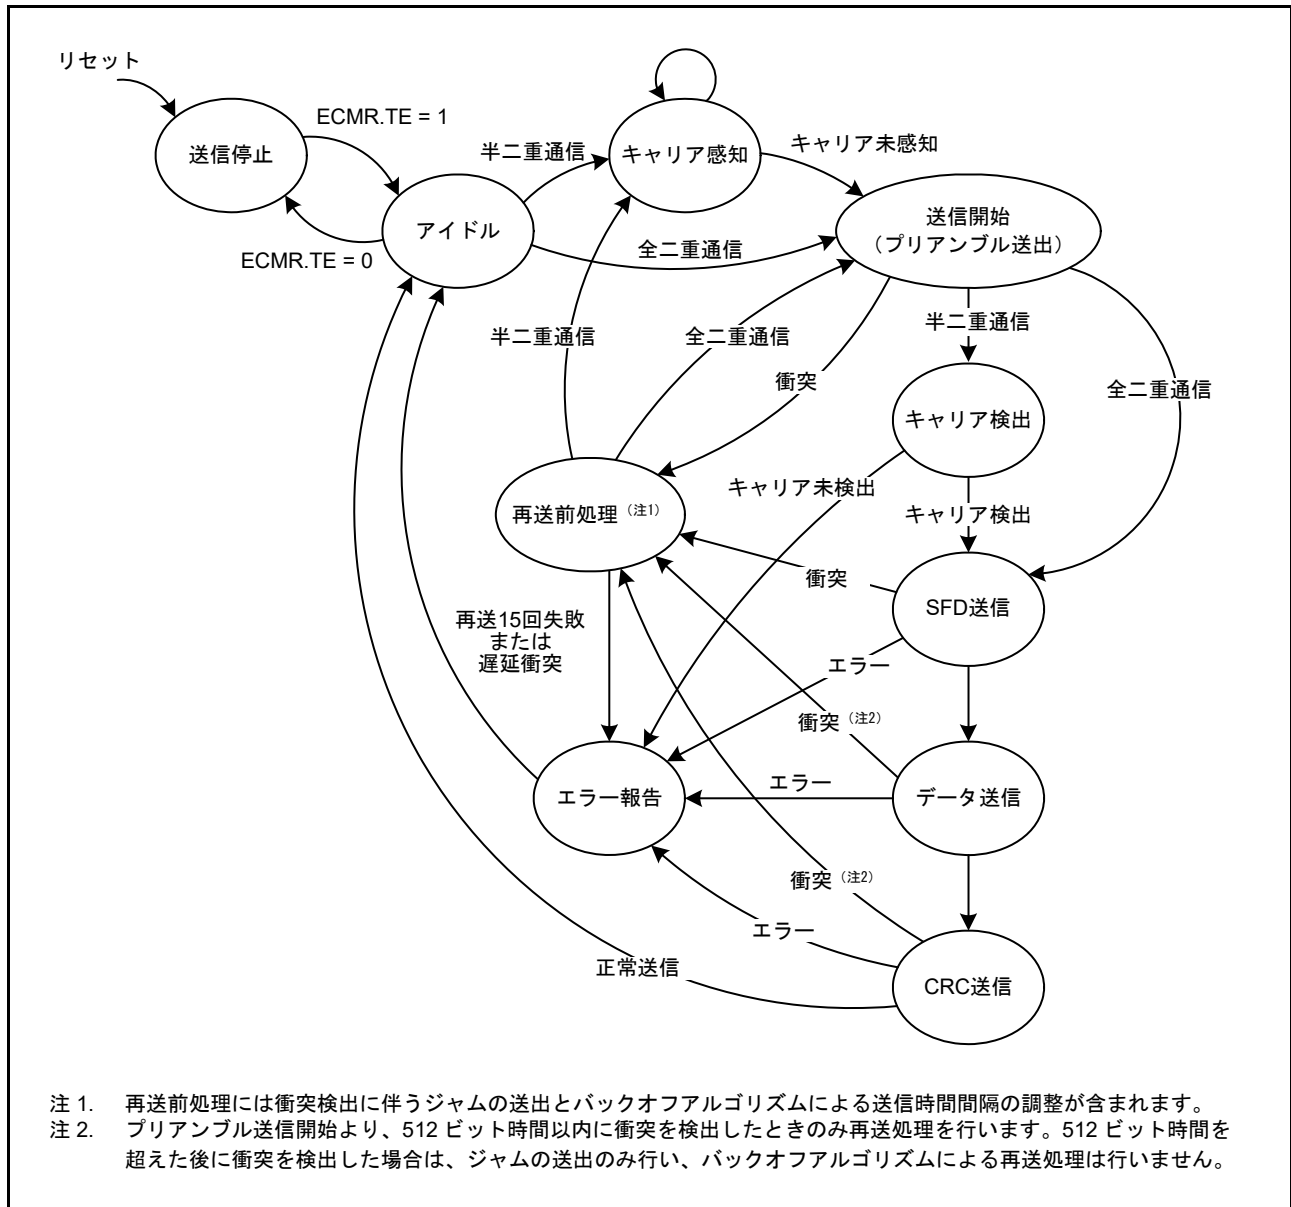 リセット
ECMR.TE = 1
送信停止
半二重通信
キャリア感知
キャリア未感知
アイドル
送信開始
（プリアンブル送出）
ECMR.TE = 0
全二重通信
半二重通信
半二重通信
全二重通信
衝突
全二重通信
キャリア検出
キャリア未検出
再送前処理（注1）
キャリア検出
衝突
SFD送信
再送15回失敗
または
遅延衝突
エラー
衝突（注2）
エラー
エラー報告
データ送信
衝突（注2）
エラー
正常送信
CRC送信
注 1. 再送前処理には衝突検出に伴うジャムの送出とバックオフアルゴリズムによる送信時間間隔の調整が含まれます。
注 2. プリアンブル送信開始より、512 ビット時間以内に衝突を検出したときのみ再送処理を行います。512 ビット時間を
超えた後に衝突を検出した場合は、ジャムの送出のみ行い、バックオフアルゴリズムによる再送処理は行いません。